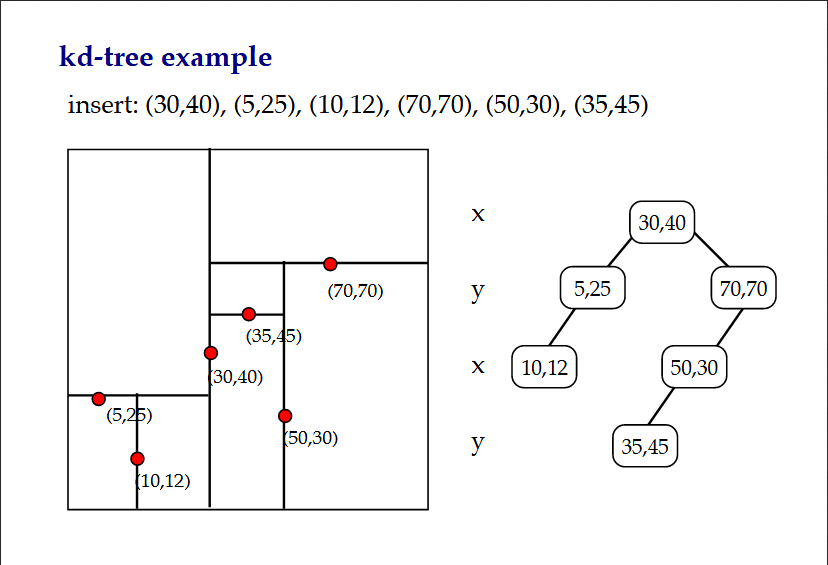 kd-tree example
insert: (30,40), (5,25), (10,12), (70,70), (50,30), (35,45)
(70,70)
(35,45)
(30,40)
(5,25)
(50,30)
(10,12)
x
30,40
y
5,25
70,70
x
10,12
50,30
y
35,45